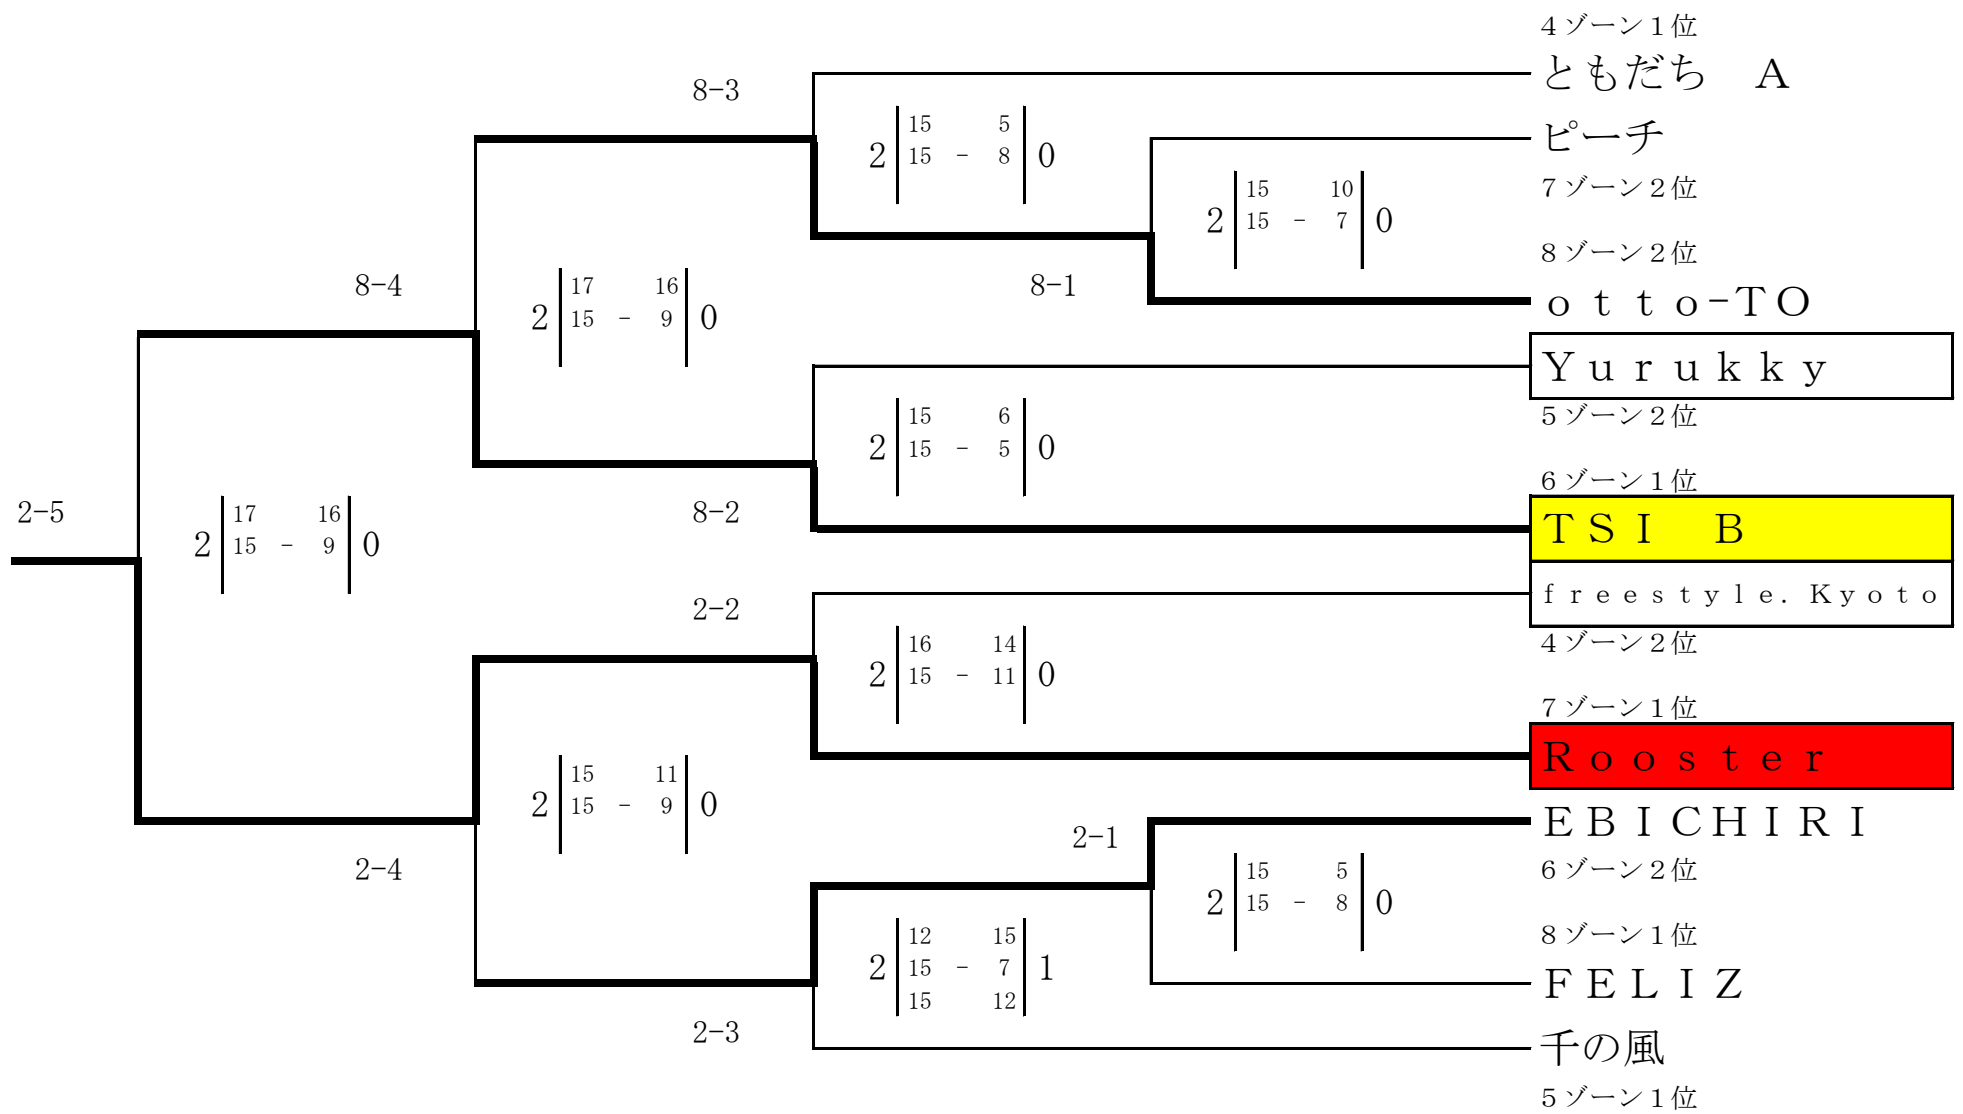 4ゾーン1位
ともだち　A
8-3
15 5
2 15 - 8 0
ピーチ
7ゾーン2位
15 10
2 15 - 7 0
8ゾーン2位
8-1
otto-TO
8-4
17 16
2 15 - 9 0
Yurukky
5ゾーン2位
15 6
2 15 - 5 0
6ゾーン1位
8-2
TSI　B
2-5
17 16
2 15 - 9 0
freestyle. Kyoto
4ゾーン2位
2-2
16 14
2 15 - 11 0
7ゾーン1位
Rooster
15 11
2 15 - 9 0
2-4
EBICHIRI
6ゾーン2位
2-1
15 5
2 15 - 8 0
8ゾーン1位
FELIZ
12 15
2 15 - 7 1
15 12
2-3
千の風
5ゾーン1位